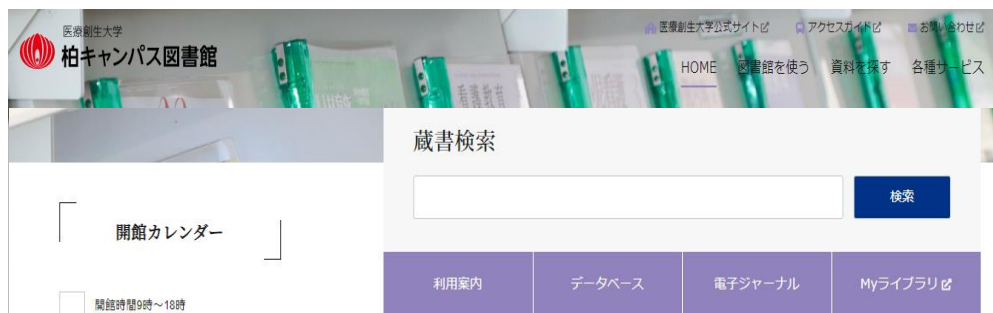 医療創生大学
柏キャンパス図書館
医療創生大学公式サイト
アクセスガイド
お問い合わせ
HOME
図書館を使う
資料を探す
各種サービス
看護教育
蔵書検索
検索
開館カレンダー
利用案内
データベース
電子ジャーナル
Myライブラリ
開館時間9時～18時